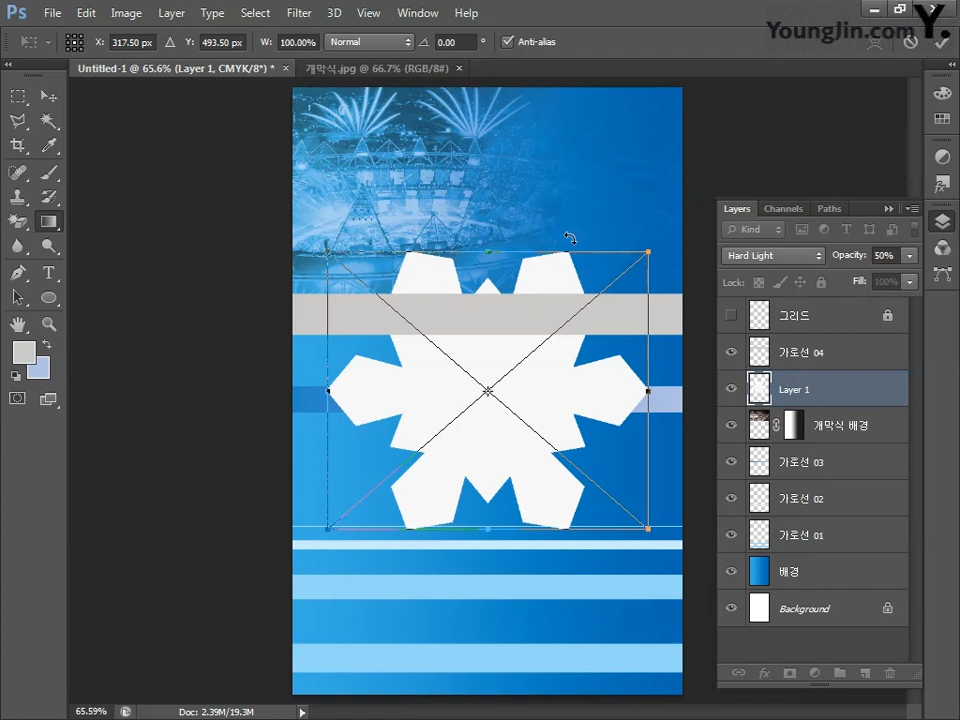 Ps File Edit Image Layer Type Select Filter 3D View Window Help
YoungJin.com Y.
X: 317.50 px Y: 493.50 px W: 100.00% Normal 0.00 ° Anti-alias
Untitled-1 @ 65.6% (Layer 1, CMYK/8*) * × 개막식.jpg @ 66.7% (RGB/8#) ×
Layers Channels Paths
Kind
Hard Light Opacity: 50%
Lock: Fill: 100%
그리드
가로선 04
Layer 1
개막식 배경
가로선 03
가로선 02
가로선 01
배경
Background
65.59% Doc: 2.39M/19.3M